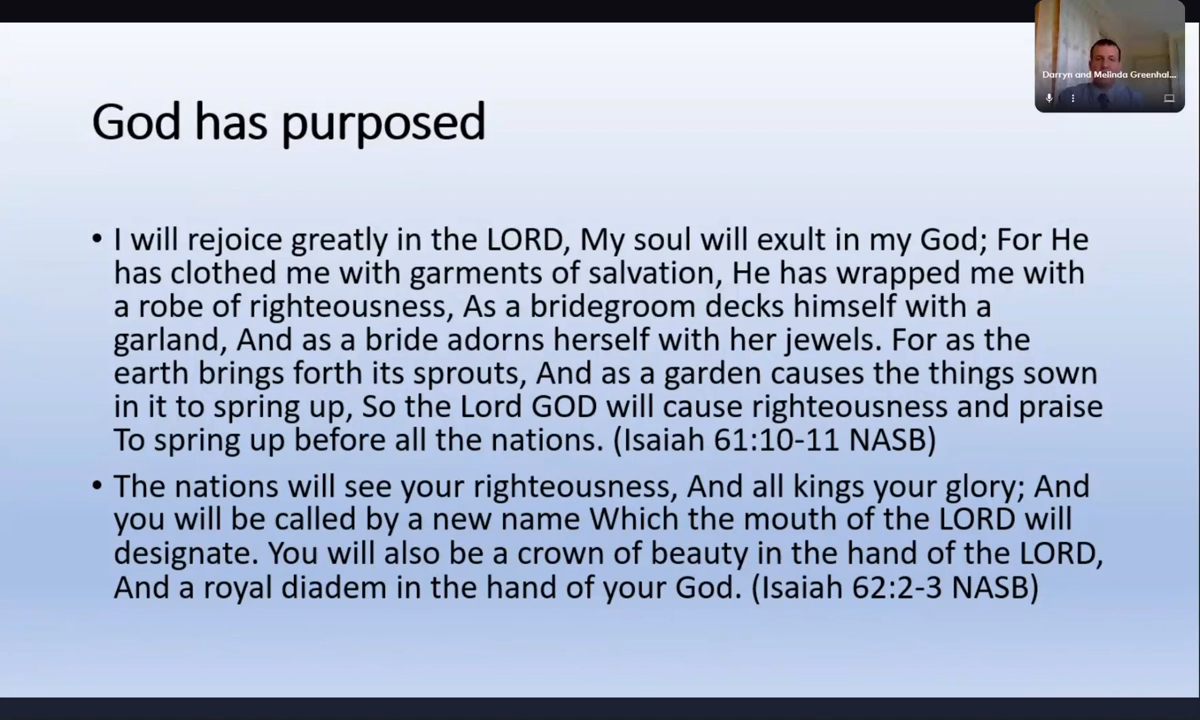 Darryn and Melinda Greenhal...
God has purposed
• I will rejoice greatly in the LORD, My soul will exult in my God; For He
has clothed me with garments of salvation, He has wrapped me with
a robe of righteousness, As a bridegroom decks himself with a
garland, And as a bride adorns herself with her jewels. For as the
earth brings forth its sprouts, And as a garden causes the things sown
in it to spring up, So the Lord GOD will cause righteousness and praise
To spring up before all the nations. (Isaiah 61:10-11 NASB)
• The nations will see your righteousness, And all kings your glory; And
you will be called by a new name Which the mouth of the LORD will
designate. You will also be a crown of beauty in the hand of the LORD,
And a royal diadem in the hand of your God. (Isaiah 62:2-3 NASB)